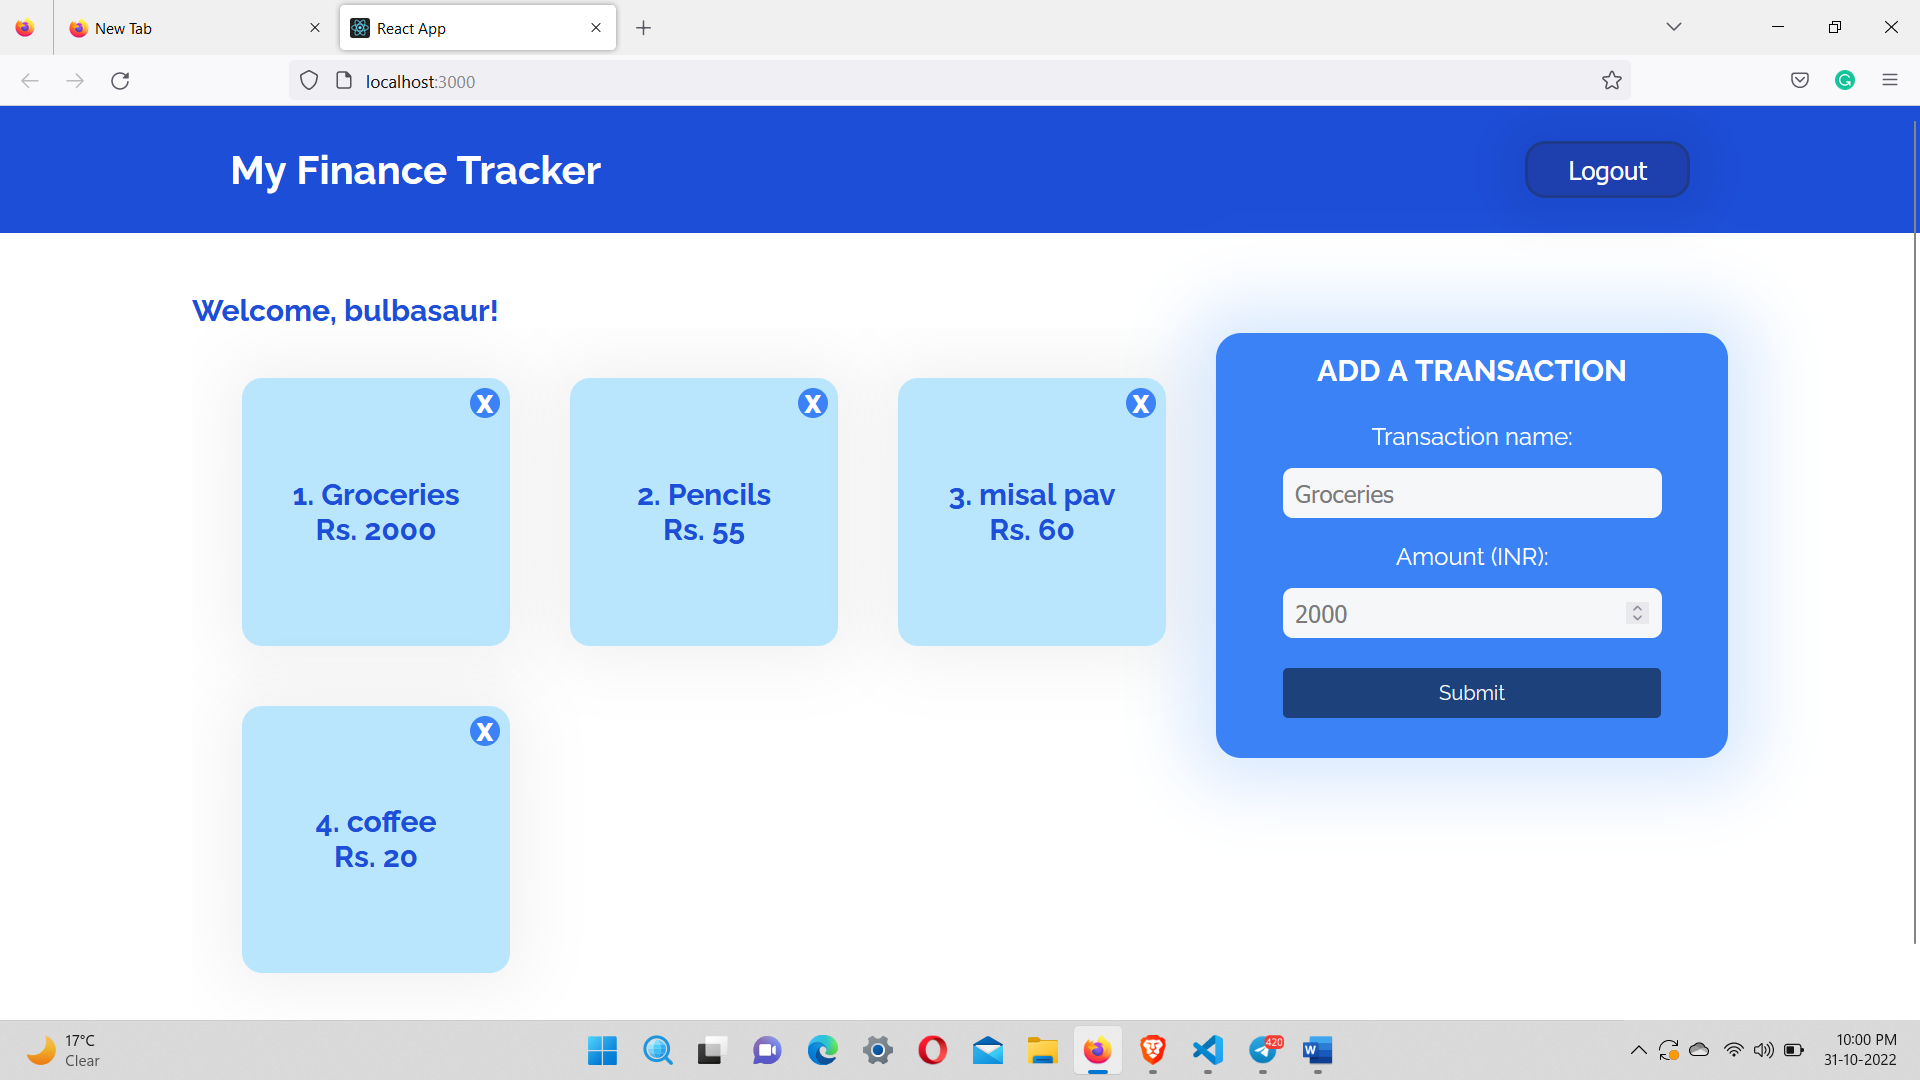 New Tab
React App
localhost:3000
My Finance Tracker
Logout
Welcome, bulbasaur!
X
1. Groceries
Rs. 2000
X
2. Pencils
Rs. 55
X
3. misal pav
Rs. 60
X
4. coffee
Rs. 20
ADD A TRANSACTION
Transaction name:
Groceries
Amount (INR):
2000
Submit
17°C
Clear
420
W
10:00 PM
31-10-2022